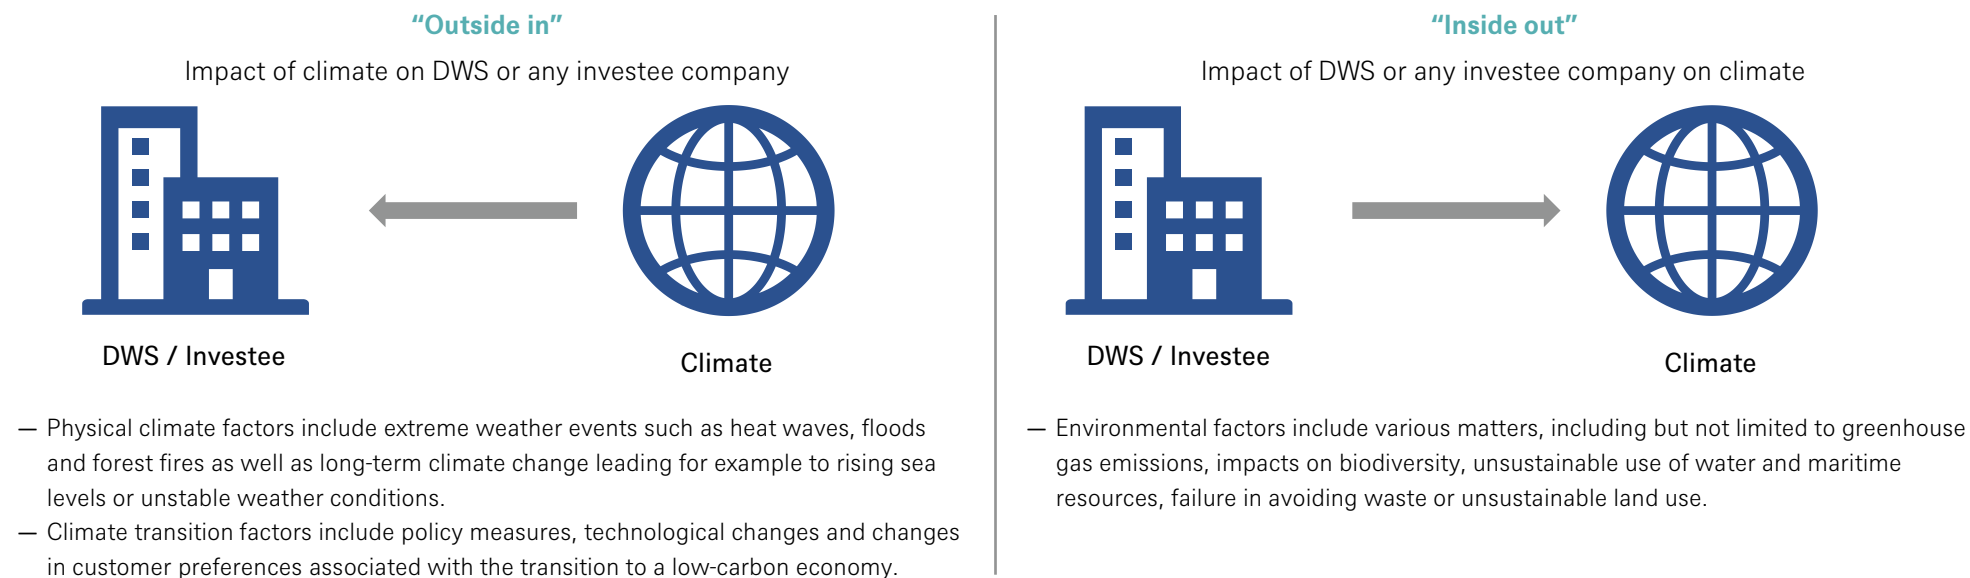 “Outside in”
Impact of climate on DWS or any investee company
DWS / Investee
Climate
— Physical climate factors include extreme weather events such as heat waves, floods
and forest fires as well as long-term climate change leading for example to rising sea
levels or unstable weather conditions.
— Climate transition factors include policy measures, technological changes and changes
in customer preferences associated with the transition to a low-carbon economy.
“Inside out”
Impact of DWS or any investee company on climate
DWS / Investee
Climate
— Environmental factors include various matters, including but not limited to greenhouse
gas emissions, impacts on biodiversity, unsustainable use of water and maritime
resources, failure in avoiding waste or unsustainable land use.